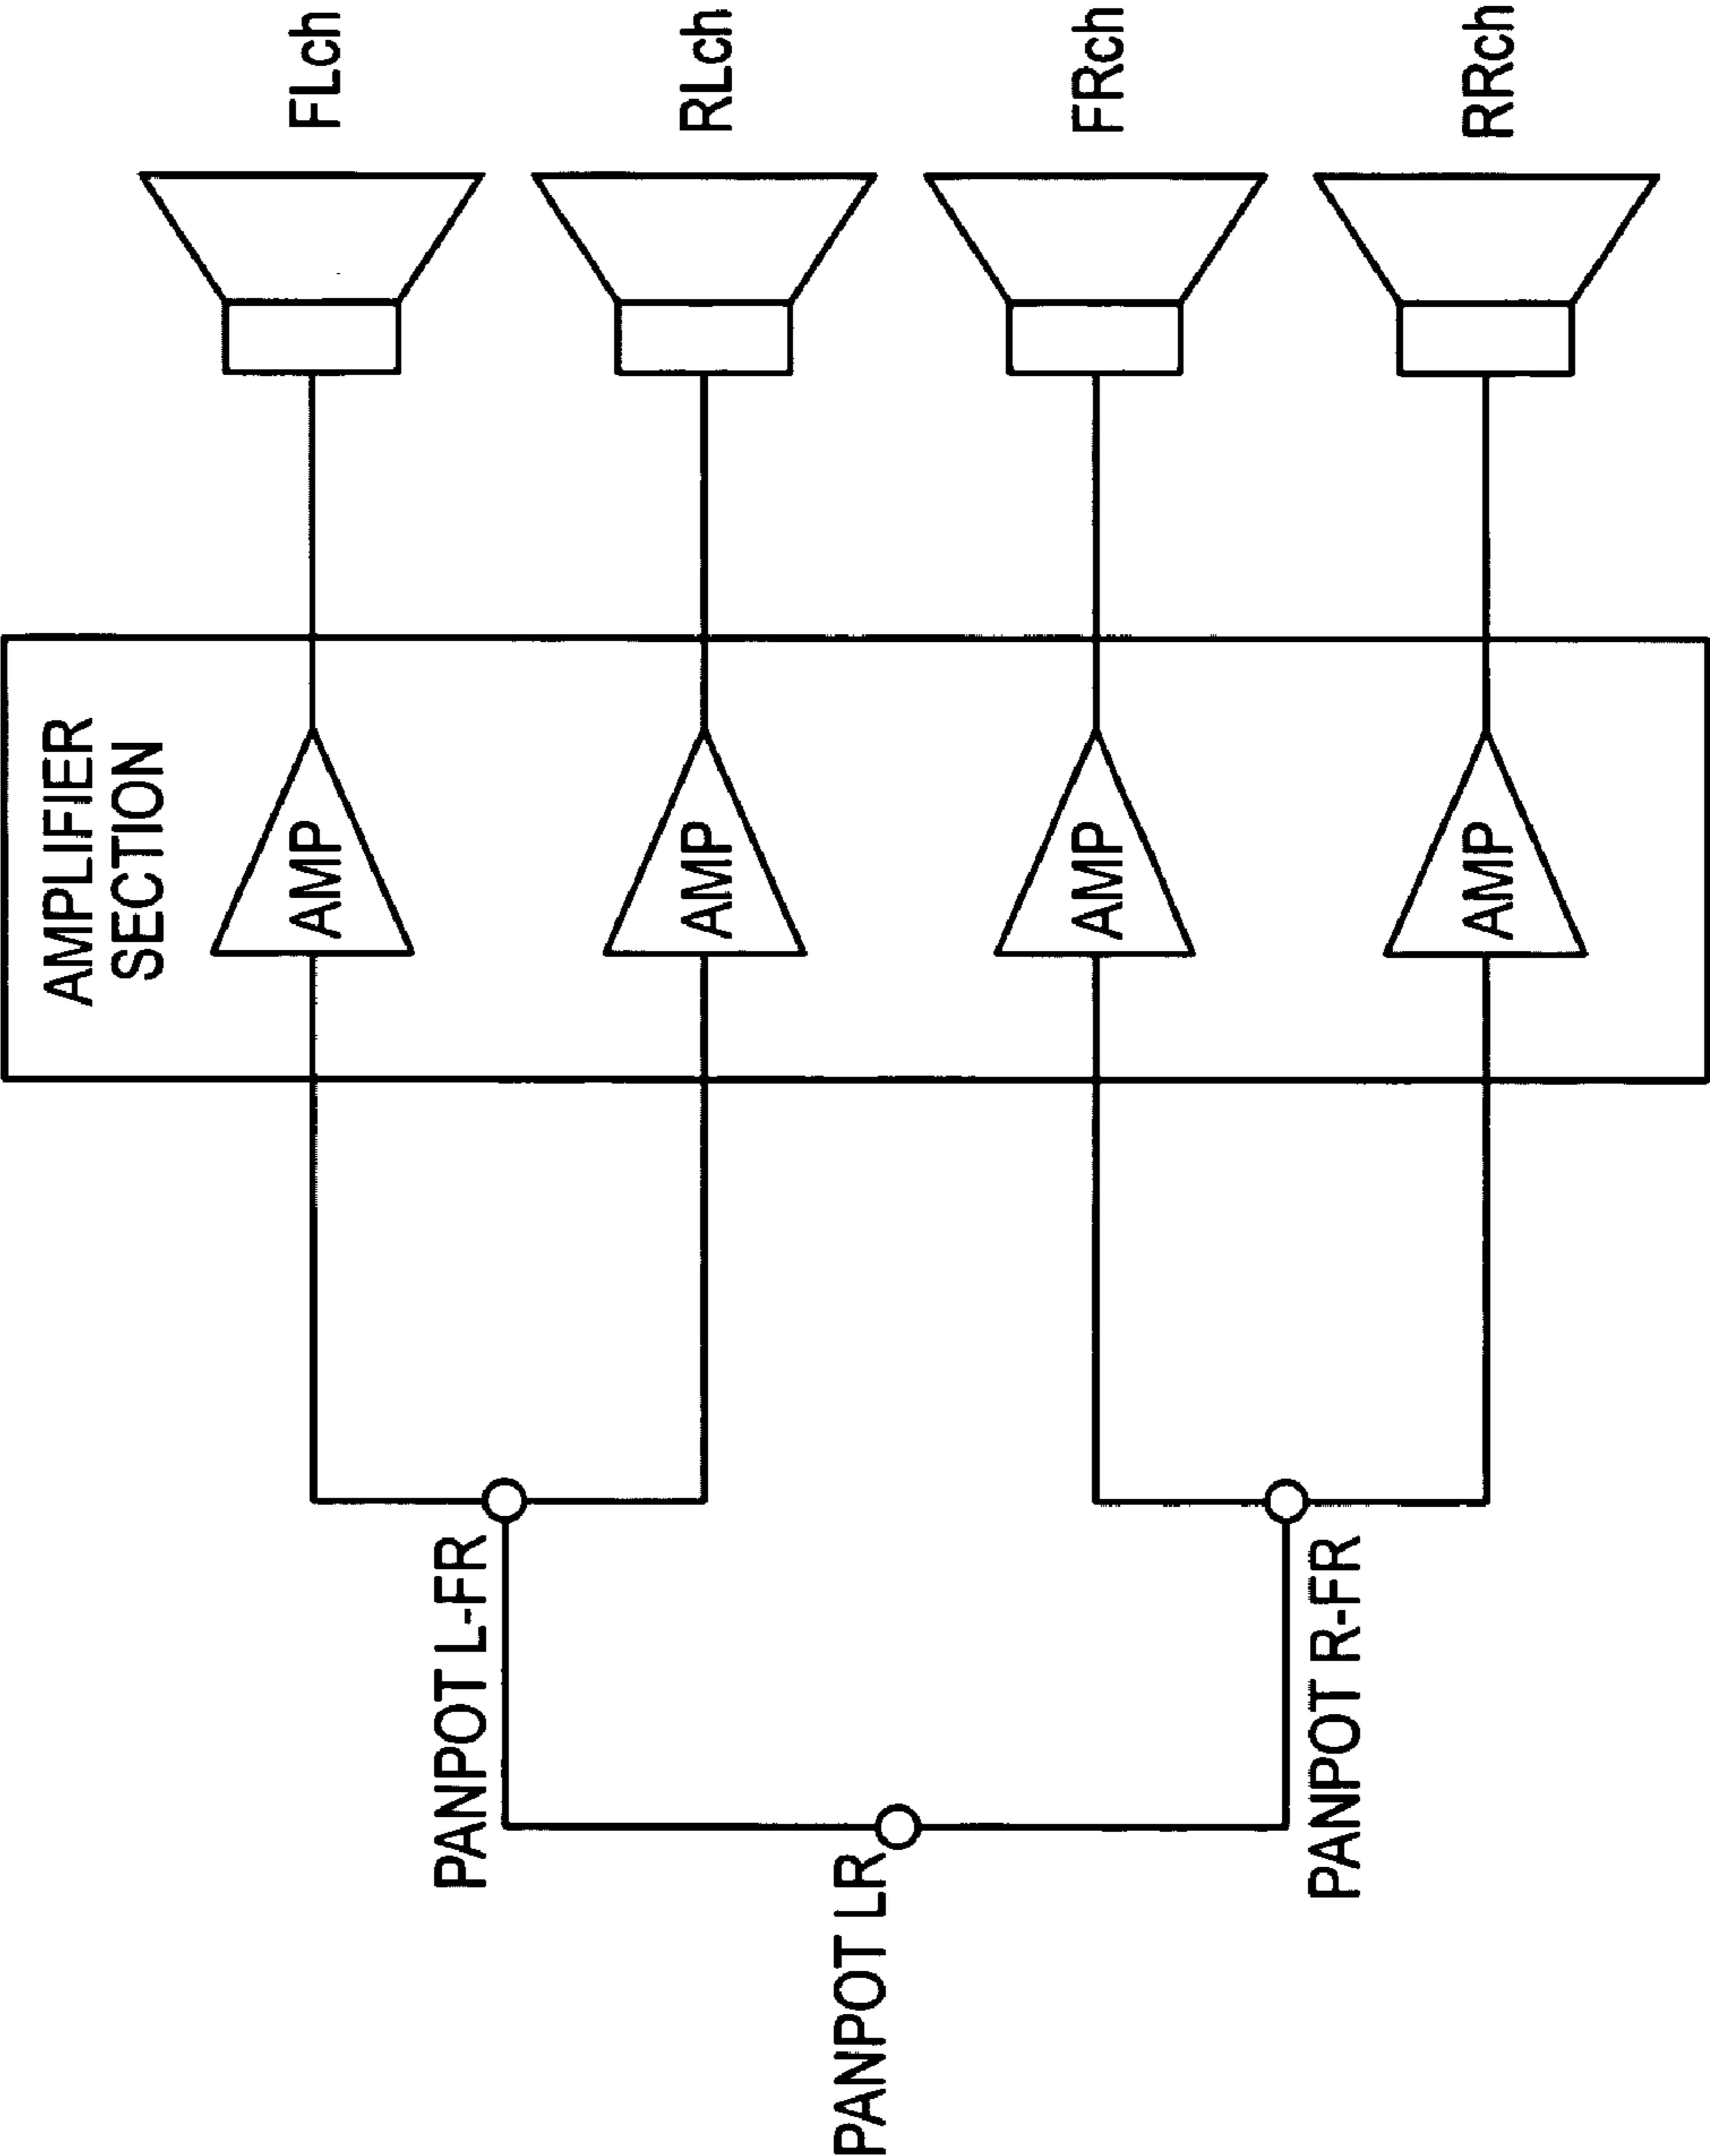 AMPLIFIER
SECTION
FLch
RLch
FRch
RRch
AMP
AMP
AMP
AMP
PANPOT L-FR
PANPOT LR
PANPOT R-FR